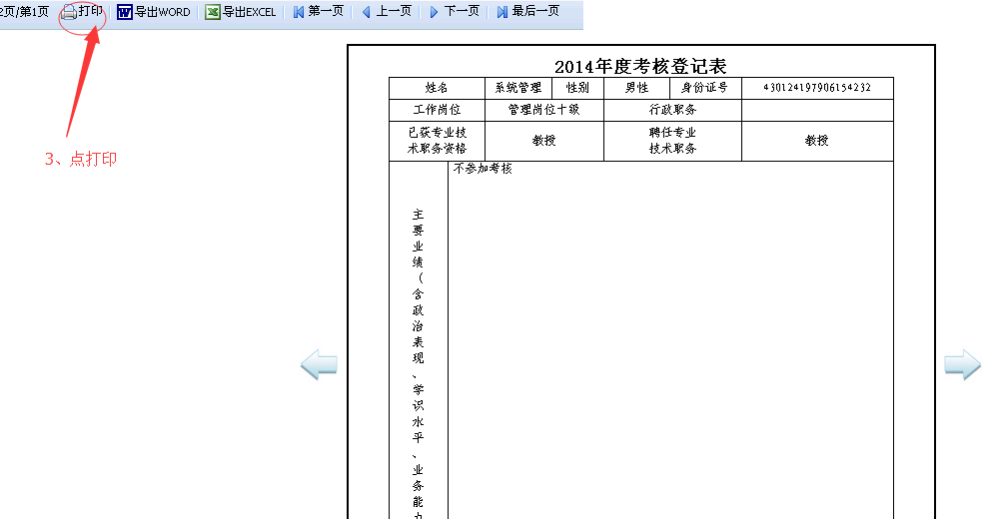 2页/第1页 打印 导出WORD 导出EXCEL 第一页 上一页 下一页 最后一页
3、点打印
2014年度考核登记表
姓名 系统管理 性别 男性 身份证号 430124197906154232
工作岗位 管理岗位十级 行政职务
已获专业技
术职务资格 教授 聘任专业
技术职务 教授
不参加考核
主
要
业
绩
(
含
政
治
表
现
、
学
识
水
平
、
业
务
能
力